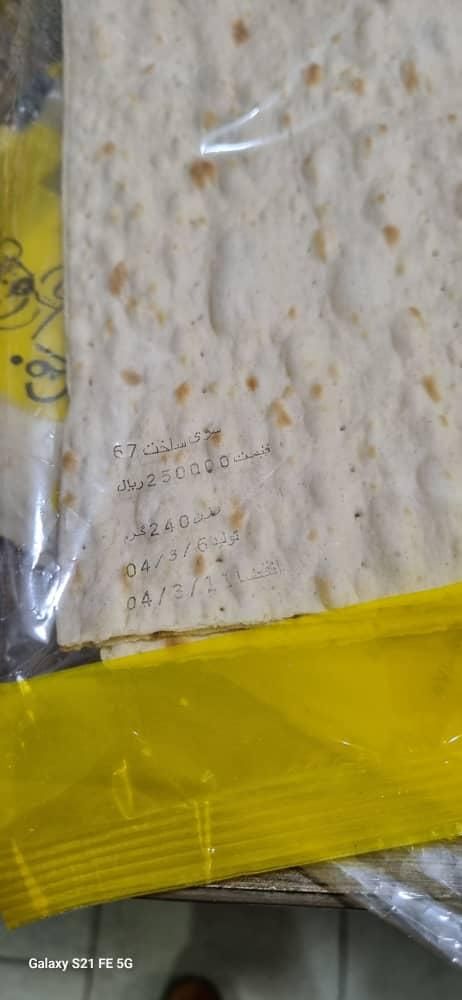 سری ساخت 67
قیمت 250000 ریال
وزن 240 گرم
تولید 04/3/6
انقضا 04/3/11
Galaxy S21 FE 5G